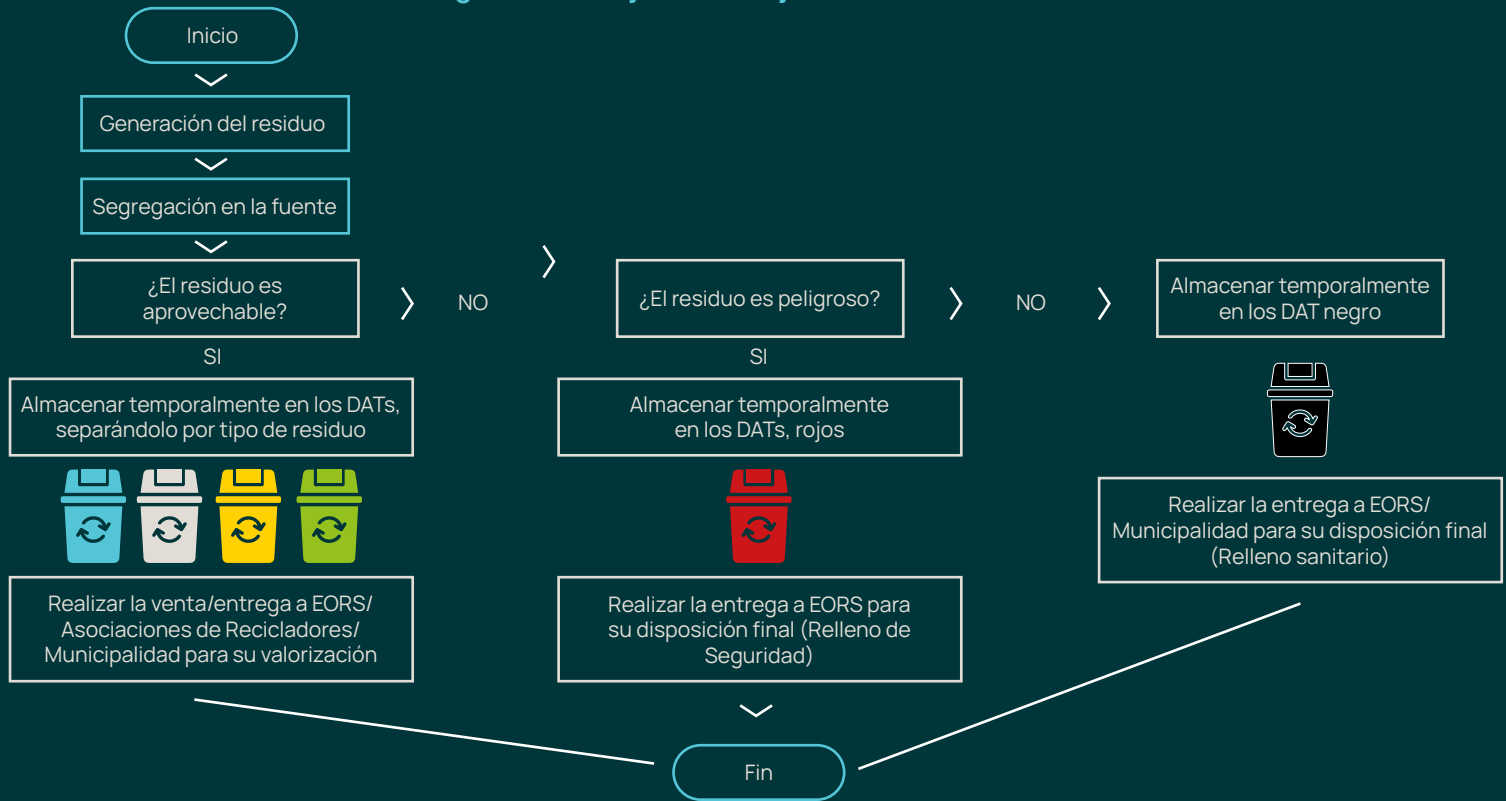 Inicio
Generación del residuo
Segregación en la fuente
¿El residuo es
aprovechable?
NO
¿El residuo es peligroso?
NO
Almacenar temporalmente
en los DAT negro
SI
Almacenar temporalmente en los DATs,
separándolo por tipo de residuo
SI
Almacenar temporalmente
en los DATs, rojos
Realizar la entrega a EORS/
Municipalidad para su disposición final
(Relleno sanitario)
Realizar la venta/entrega a EORS/
Asociaciones de Recicladores/
Municipalidad para su valorización
Realizar la entrega a EORS para
su disposición final (Relleno de
Seguridad)
Fin